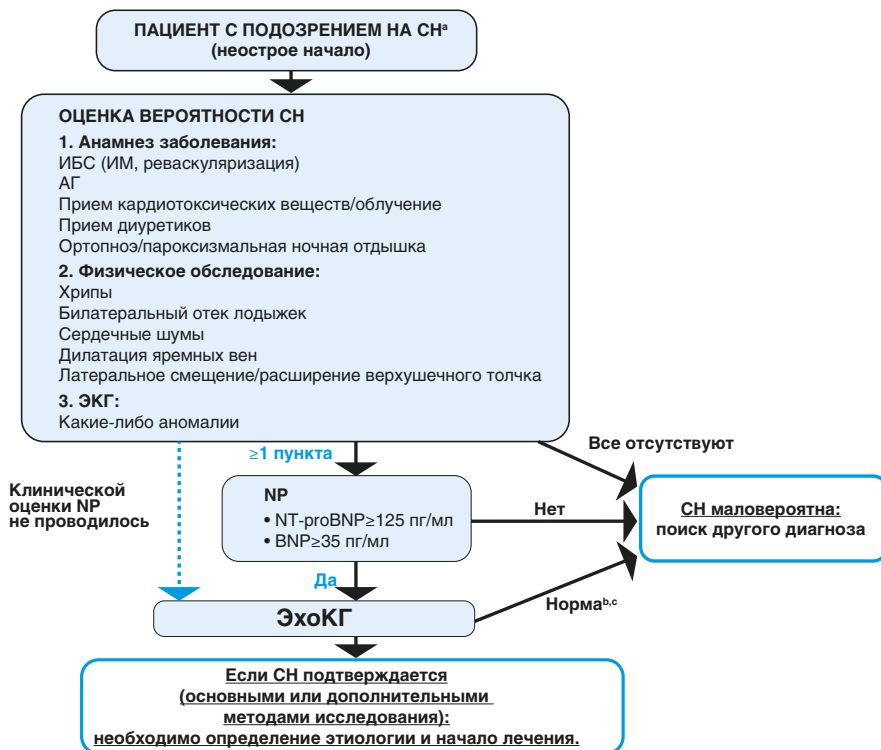 ПАЦИЕНТ С ПОДОЗРЕНИЕМ НА СНᵃ
(неострое начало)
ОЦЕНКА ВЕРОЯТНОСТИ СН
1. Анамнез заболевания:
ИБС (ИМ, реваскуляризация)
АГ
Прием кардиотоксических веществ/облучение
Прием диуретиков
Ортопноэ/пароксизмальная ночная отдышка
2. Физическое обследование:
Хрипы
Билатеральный отек лодыжек
Сердечные шумы
Дилатация яремных вен
Латеральное смещение/расширение верхушечного толчка
3. ЭКГ:
Какие-либо аномалии
≥1 пункта
Все отсутствуют
Клинической
оценки NP
не проводилось
NP
• NT-proBNP≥125 пг/мл
• BNP≥35 пг/мл
Нет
СН маловероятна:
поиск другого диагноза
Да
ЭхоКГ
Нормаᵇ,ᶜ
Если СН подтверждается
(основными или дополнительными
методами исследования):
необходимо определение этиологии и начало лечения.